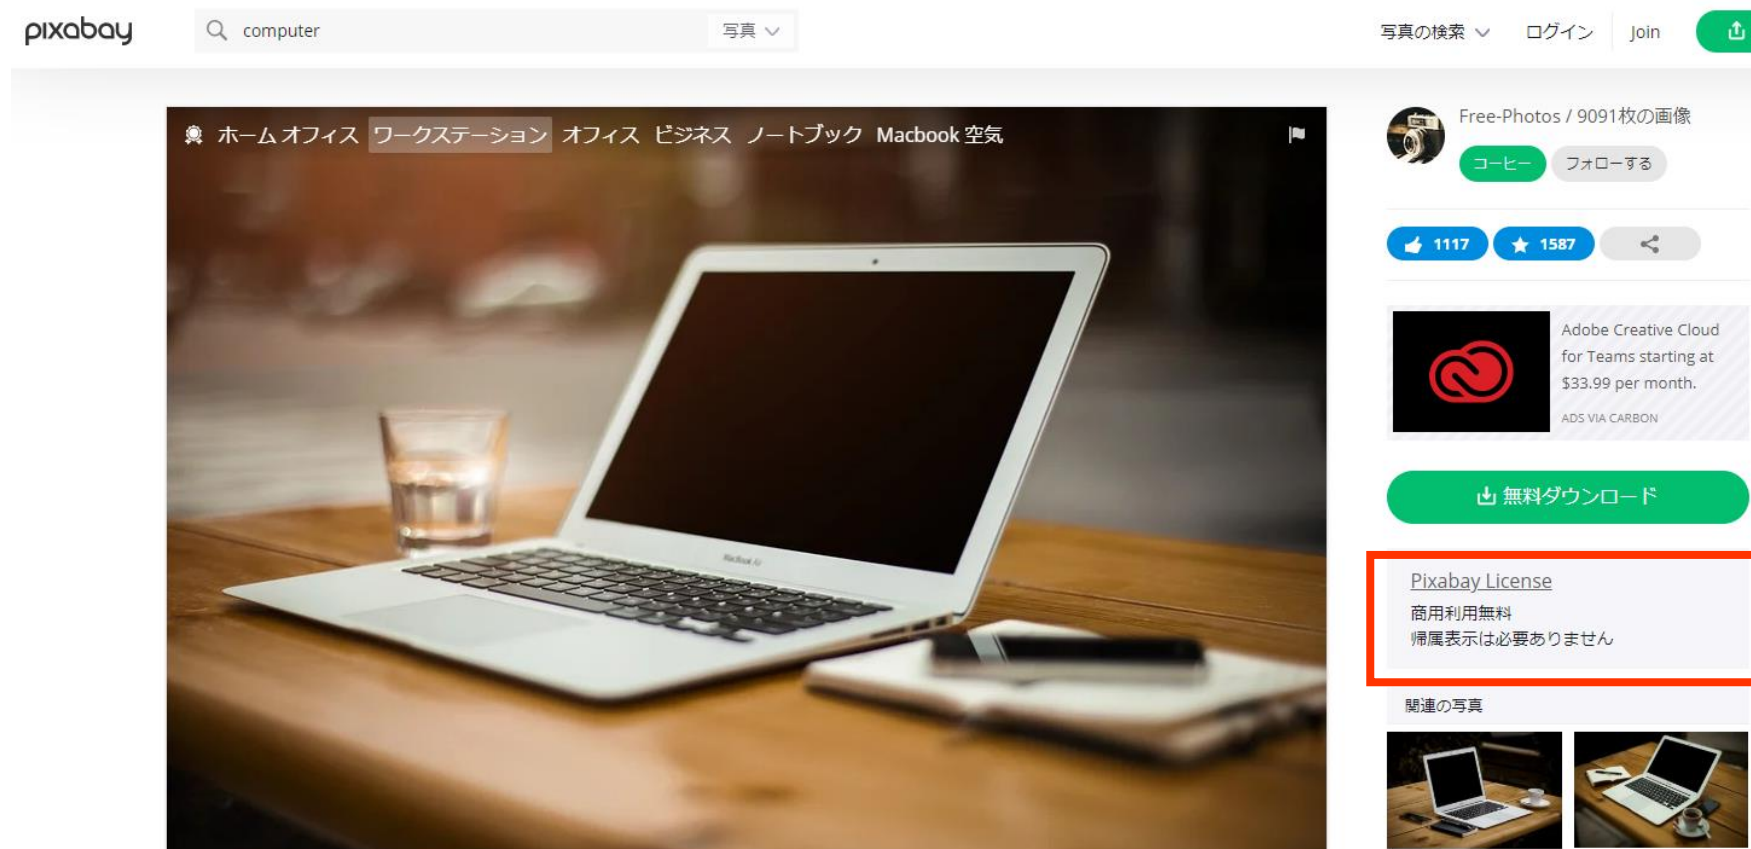 pixabay
computer
写真
写真の検索
ログイン
Join
ホーム オフィス ワークステーション オフィス ビジネス ノートブック Macbook 空気
Free-Photos / 9091枚の画像
コーヒー フォローする
1117 1587
Adobe Creative Cloud
for Teams starting at
$33.99 per month.
ADS VIA CARBON
無料ダウンロード
MacBook Air
Pixabay License
商用利用無料
帰属表示は必要ありません
関連の写真